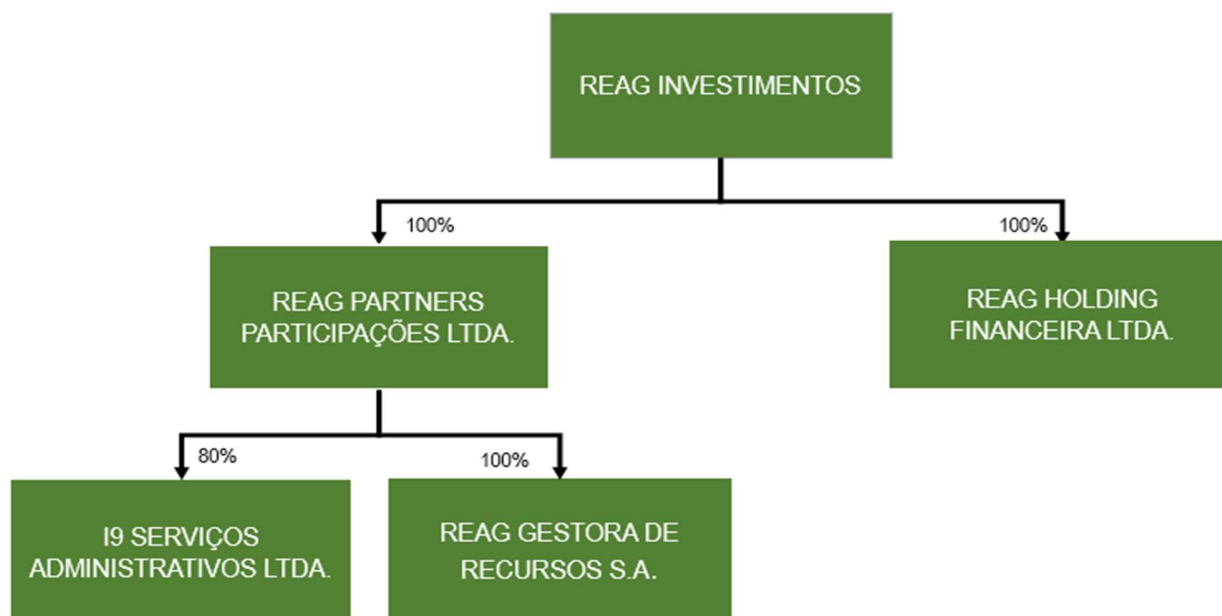 REAG INVESTIMENTOS
100%
100%
REAG PARTNERS
PARTICIPAÇÕES LTDA.
REAG HOLDING
FINANCEIRA LTDA.
80%
100%
I9 SERVIÇOS
ADMINISTRATIVOS LTDA.
REAG GESTORA DE
RECURSOS S.A.